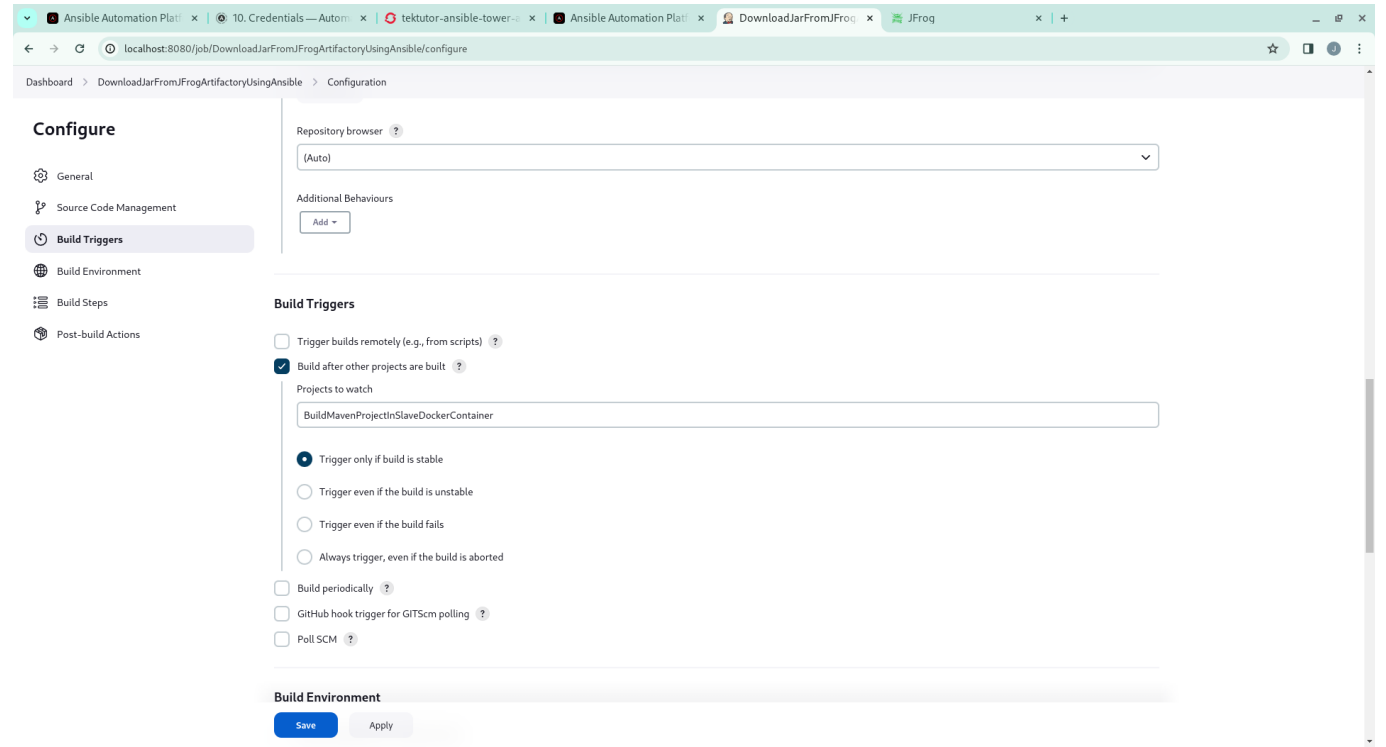 Ansible Automation Platf
10. Credentials — Autom
tektutor-ansible-tower-a
Ansible Automation Platf
DownloadJarFromJFrog
JFrog
localhost:8080/job/DownloadJarFromJFrogArtifactoryUsingAnsible/configure
J
Dashboard > DownloadJarFromJFrogArtifactoryUsingAnsible > Configuration
Configure
General
Source Code Management
Build Triggers
Build Environment
Build Steps
Post-build Actions
Repository browser ?
(Auto)
Additional Behaviours
Add
Build Triggers
Trigger builds remotely (e.g., from scripts) ?
Build after other projects are built ?
Projects to watch
BuildMavenProjectInSlaveDockerContainer
Trigger only if build is stable
Trigger even if the build is unstable
Trigger even if the build fails
Always trigger, even if the build is aborted
Build periodically ?
GitHub hook trigger for GITScm polling ?
Poll SCM ?
Build Environment
Save
Apply